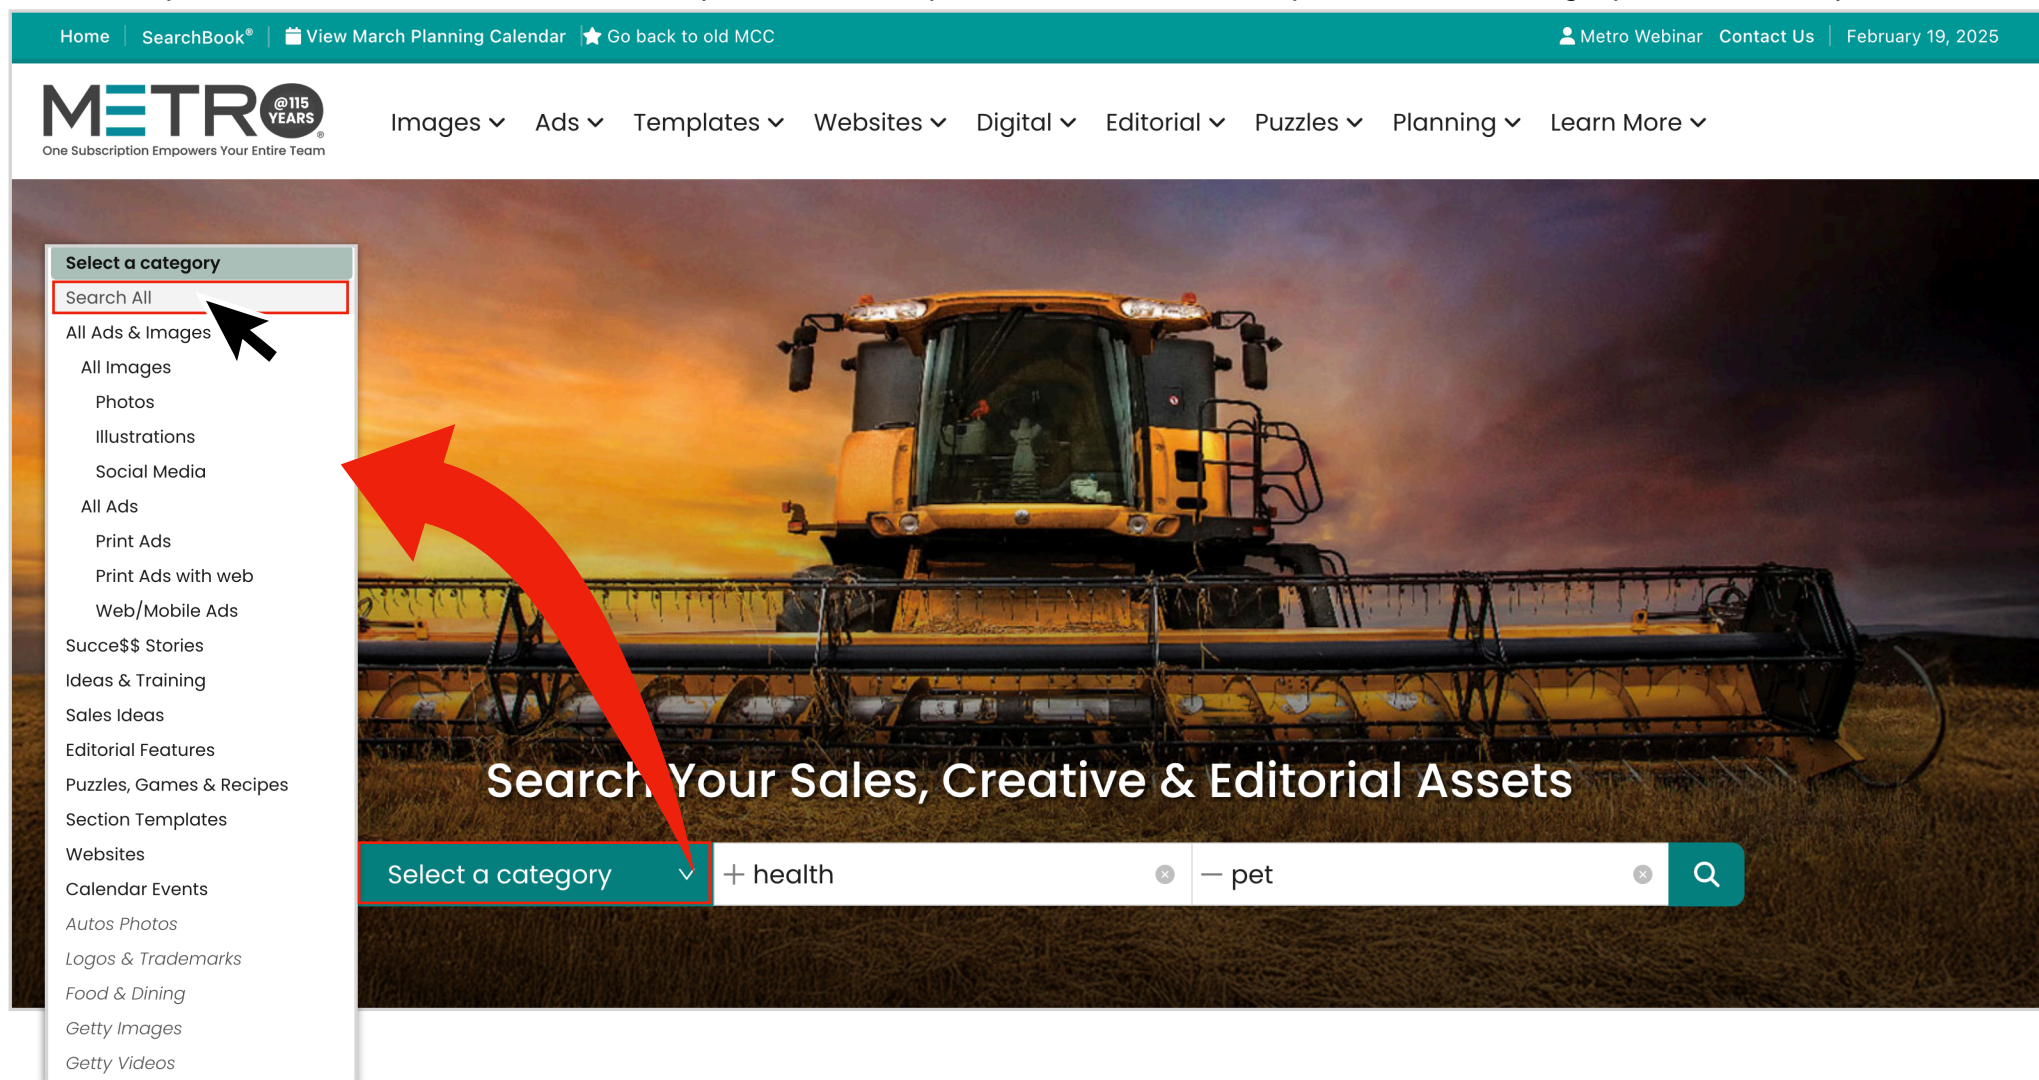 Home SearchBook® View March Planning Calendar Go back to old MCC Metro Webinar Contact Us February 19, 2025
METRO @115 YEARS ®
One Subscription Empowers Your Entire Team
Images Ads Templates Websites Digital Editorial Puzzles Planning Learn More
Select a category
Search All
All Ads & Images
All Images
Photos
Illustrations
Social Media
All Ads
Print Ads
Print Ads with web
Web/Mobile Ads
Succe$$ Stories
Ideas & Training
Sales Ideas
Editorial Features
Puzzles, Games & Recipes
Section Templates
Websites
Calendar Events
Autos Photos
Logos & Trademarks
Food & Dining
Getty Images
Getty Videos
Search Your Sales, Creative & Editorial Assets
Select a category + health — pet